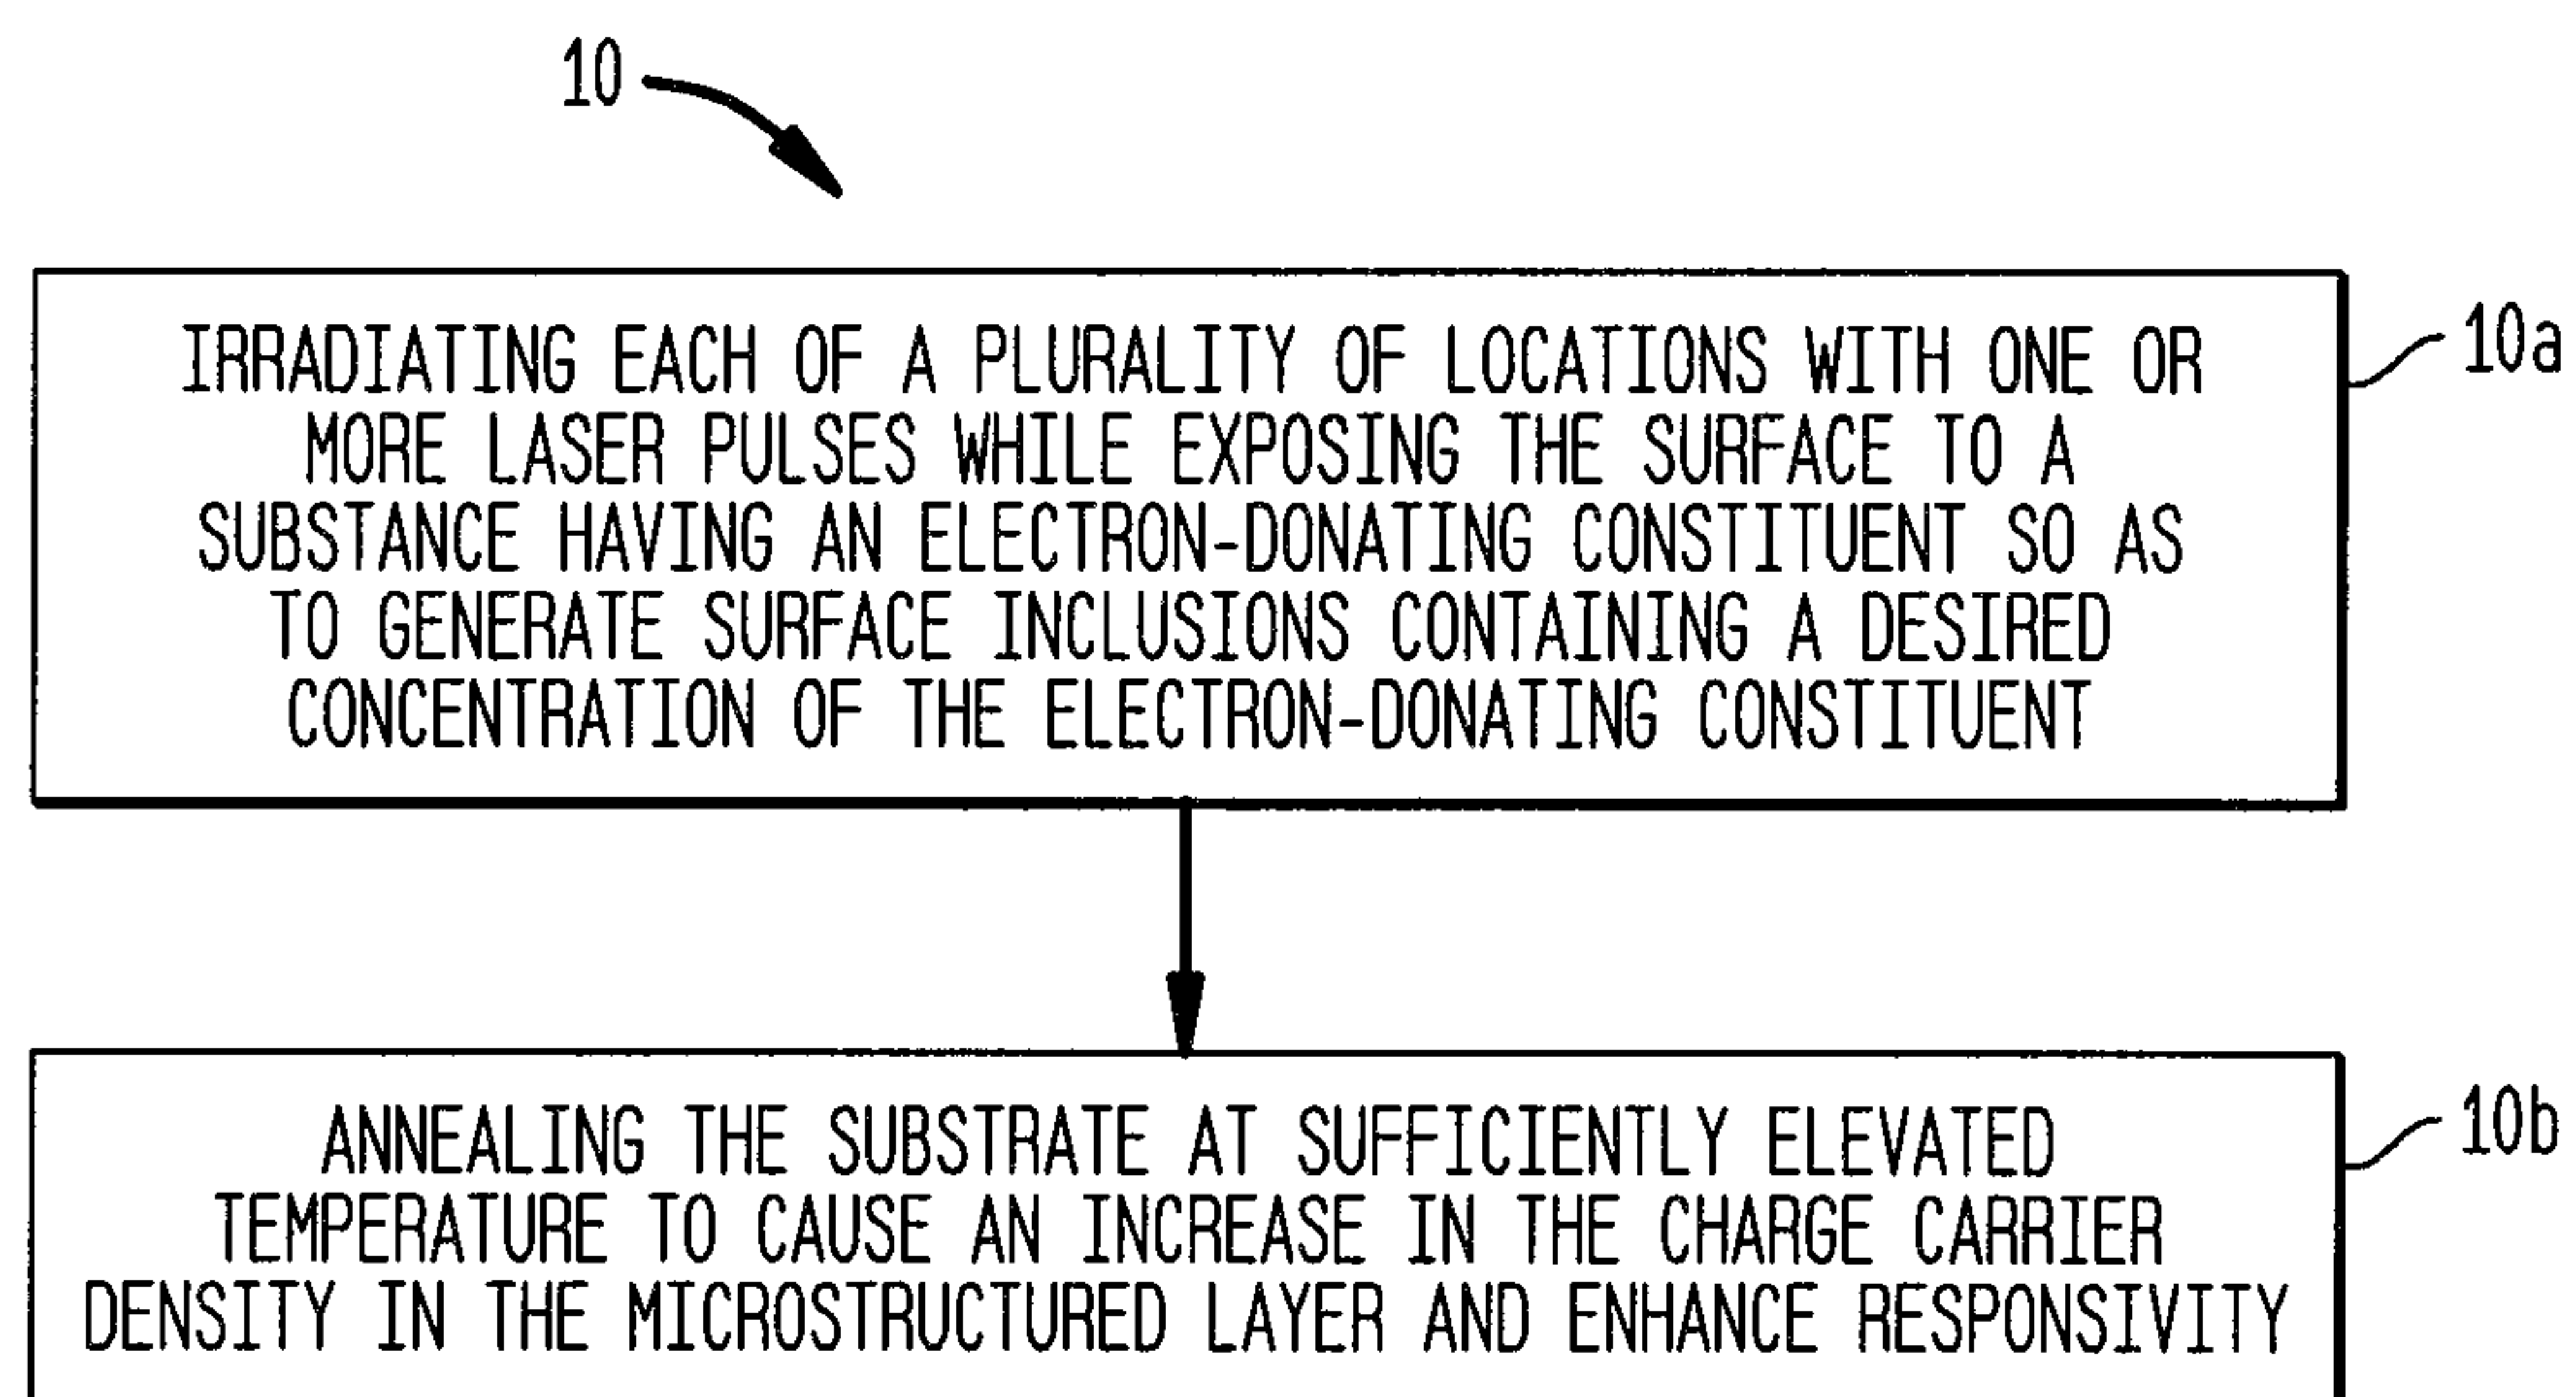 10
IRRADIATING EACH OF A PLURALITY OF LOCATIONS WITH ONE OR
MORE LASER PULSES WHILE EXPOSING THE SURFACE TO A
SUBSTANCE HAVING AN ELECTRON-DONATING CONSTITUENT SO AS
TO GENERATE SURFACE INCLUSIONS CONTAINING A DESIRED
CONCENTRATION OF THE ELECTRON-DONATING CONSTITUENT
10a
ANNEALING THE SUBSTRATE AT SUFFICIENTLY ELEVATED
TEMPERATURE TO CAUSE AN INCREASE IN THE CHARGE CARRIER
DENSITY IN THE MICROSTRUCTURED LAYER AND ENHANCE RESPONSIVITY
10b